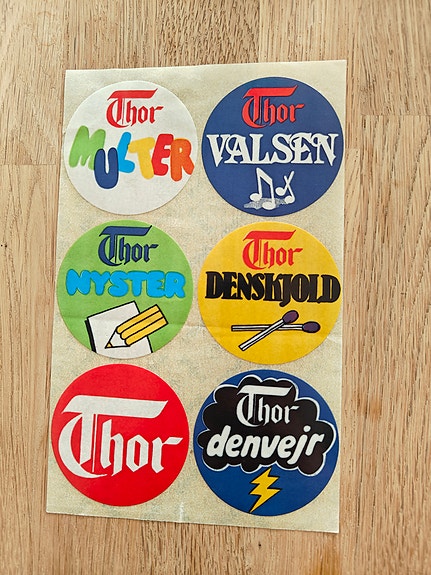 Thor
MULTER
Thor
VALSEN
Thor
NYSTER
Thor
DENSKJOLD
Thor
Thor
denvejr